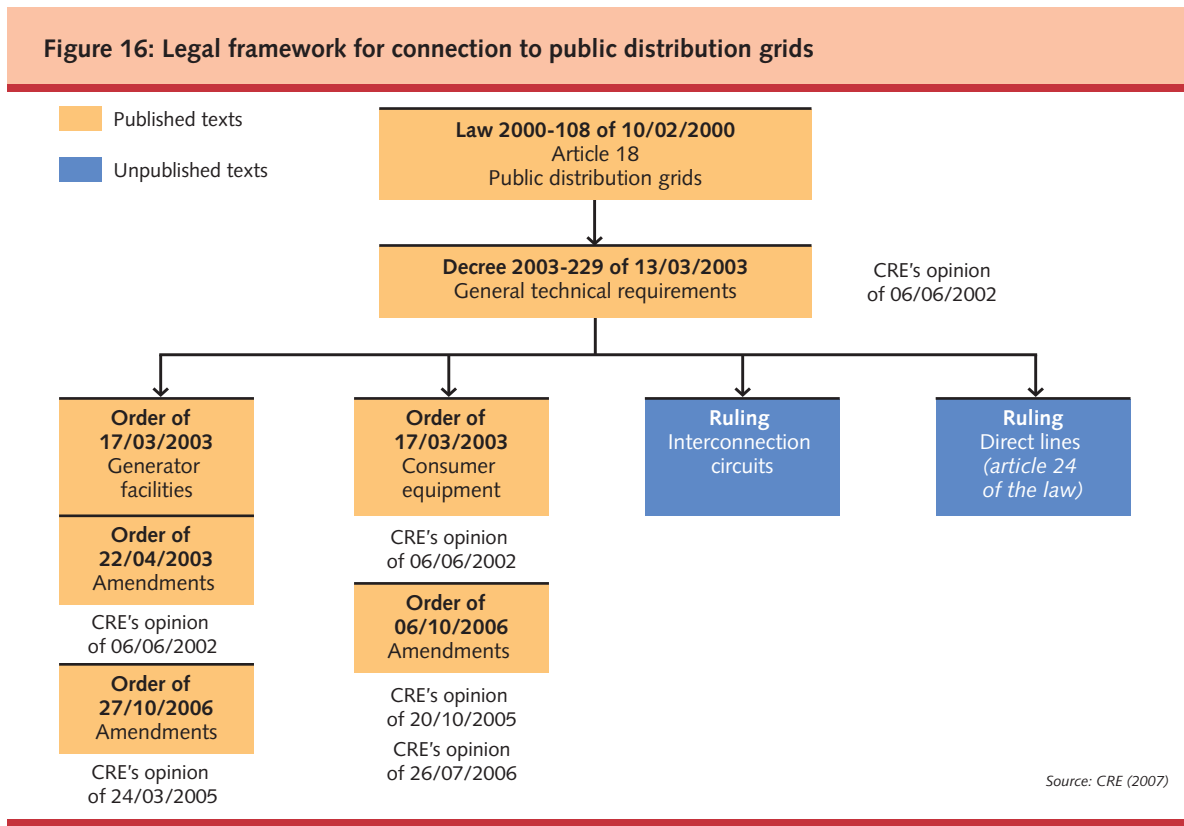 Figure 16: Legal framework for connection to public distribution grids
Published texts
Unpublished texts
Law 2000-108 of 10/02/2000
Article 18
Public distribution grids
Decree 2003-229 of 13/03/2003
General technical requirements
CRE's opinion
of 06/06/2002
Order of
17/03/2003
Generator
facilities
Order of
22/04/2003
Amendments
CRE's opinion
of 06/06/2002
Order of
27/10/2006
Amendments
CRE's opinion
of 24/03/2005
Order of
17/03/2003
Consumer
equipment
CRE's opinion
of 06/06/2002
Order of
06/10/2006
Amendments
CRE's opinion
of 20/10/2005
CRE's opinion
of 26/07/2006
Ruling
Interconnection
circuits
Ruling
Direct lines
(article 24
of the law)
Source: CRE (2007)